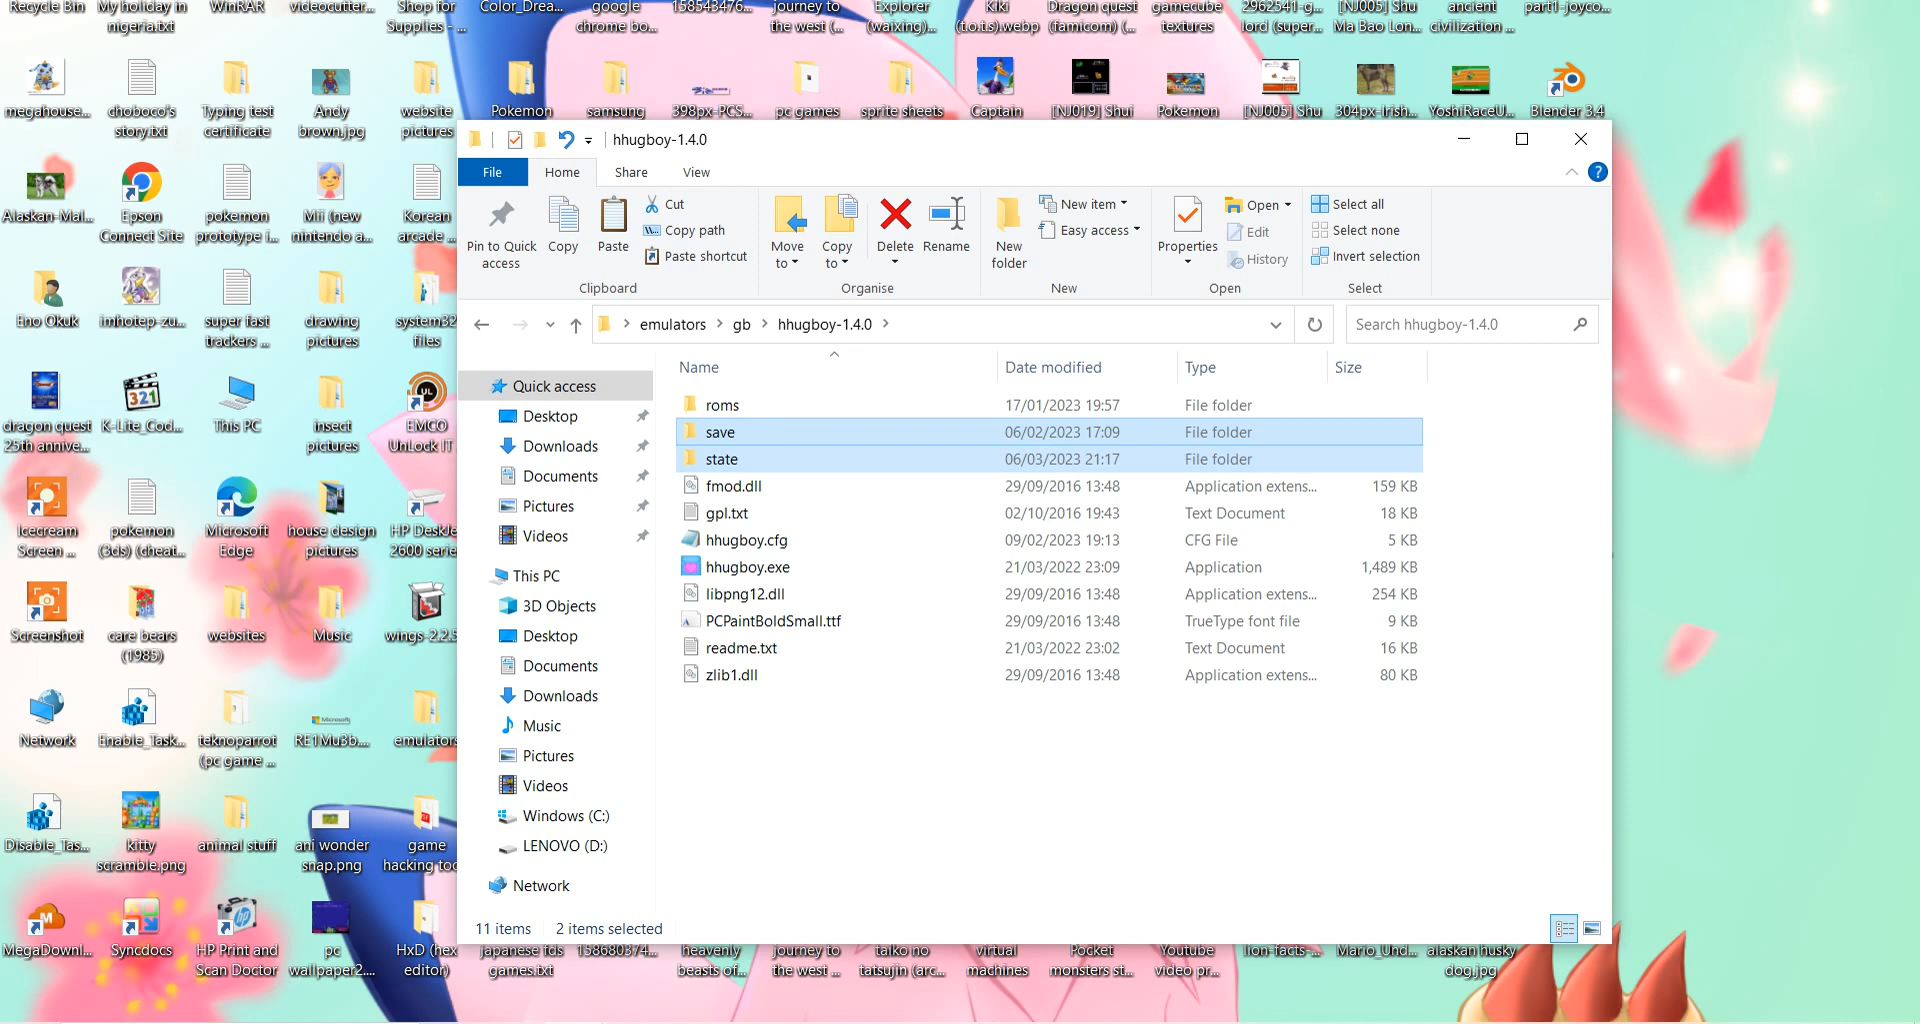 Recycle Bin
My holiday in
nigeria.txt
WinRAR
videocutter...
Shop for
Supplies - ...
Color_Drea...
google
chrome bo...
158543476...
journey to
the west (...
Explorer
(waixing)...
Kiki
(t.o.t.s).webp
Dragon quest
(famicom) (...
gamecube
textures
2962541-g...
lord (super...
[NJ005] Shu
Ma Bao Lon...
ancient
civilization ...
part1-joyco...
megahouse...
choboco's
story.txt
Typing test
certificate
Andy
brown.jpg
website
pictures
Pokemon
samsung
398px-PCS...
pc games
sprite sheets
Captain
[NJ019] Shui
Pokemon
[NJ005] Shu
304px-Irish...
YoshiRaceU...
Blender 3.4
Alaskan-Mal...
Epson
Connect Site
pokemon
prototype i...
Mii (new
nintendo a...
Korean
arcade ...
Eno Okuk
imhotep-zu...
super fast
trackers ...
drawing
pictures
system32
files
dragon quest
25th annive...
K-Lite_Cod...
This PC
insect
pictures
EMCO
UnLock IT
Icecream
Screen ...
pokemon
(3ds) (cheat...
Microsoft
Edge
house design
pictures
HP DeskJe
2600 serie
Screenshot
care bears
(1985)
websites
Music
wings-2.2.5
Network
Enable_Task...
teknoparrot
(pc game ...
RE1Mu3b...
emulators
Disable_Tas...
kitty
scramble.png
animal stuff
ani wonder
snap.png
game
hacking too
MegaDownl...
Syncdocs
HP Print and
Scan Doctor
pc
wallpaper2....
HxD (hex
editor)
japanese fds
games.txt
158680374...
heavenly
beasts of...
journey to
the west ...
taiko no
tatsujin (arc...
virtual
machines
Pocket
monsters st...
Youtube
video pr...
lion-facts-...
Mario_Und...
alaskan husky
dog.jpg
hhugboy-1.4.0
File
Home
Share
View
Pin to Quick
access
Copy
Paste
Cut
Copy path
Paste shortcut
Clipboard
Move
to
Copy
to
Delete
Rename
Organise
New
folder
New item
Easy access
New
Properties
Open
Edit
History
Open
Select all
Select none
Invert selection
Select
emulators
gb
hhugboy-1.4.0
Search hhugboy-1.4.0
Quick access
Desktop
Downloads
Documents
Pictures
Videos
This PC
3D Objects
Desktop
Documents
Downloads
Music
Pictures
Videos
Windows (C:)
LENOVO (D:)
Network
Name Date modified Type Size
roms 17/01/2023 19:57 File folder
save 06/02/2023 17:09 File folder
state 06/03/2023 21:17 File folder
fmod.dll 29/09/2016 13:48 Application extens... 159 KB
gpl.txt 02/10/2016 19:43 Text Document 18 KB
hhugboy.cfg 09/02/2023 19:13 CFG File 5 KB
hhugboy.exe 21/03/2022 23:09 Application 1,489 KB
libpng12.dll 29/09/2016 13:48 Application extens... 254 KB
PCPaintBoldSmall.ttf 29/09/2016 13:48 TrueType font file 9 KB
readme.txt 21/03/2022 23:02 Text Document 16 KB
zlib1.dll 29/09/2016 13:48 Application extens... 80 KB
11 items
2 items selected